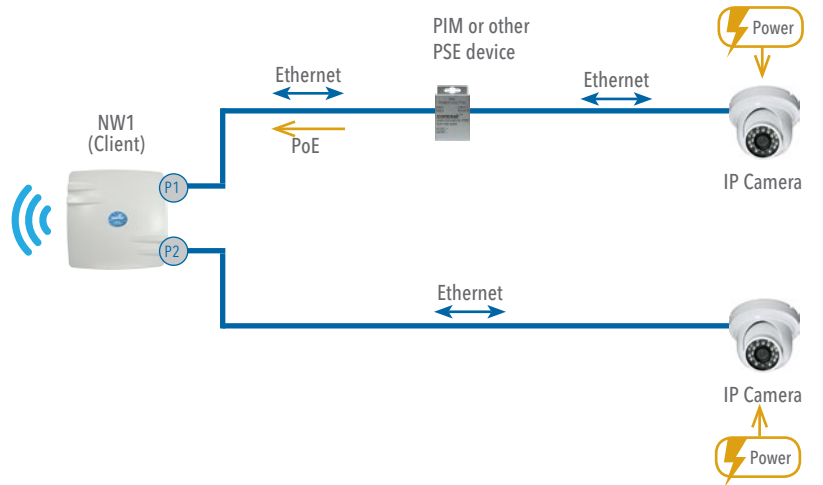 PIM or other
PSE device
Power
Ethernet
Ethernet
NW1
(Client)
PoE
P1
IP Camera
P2
Ethernet
IP Camera
Power